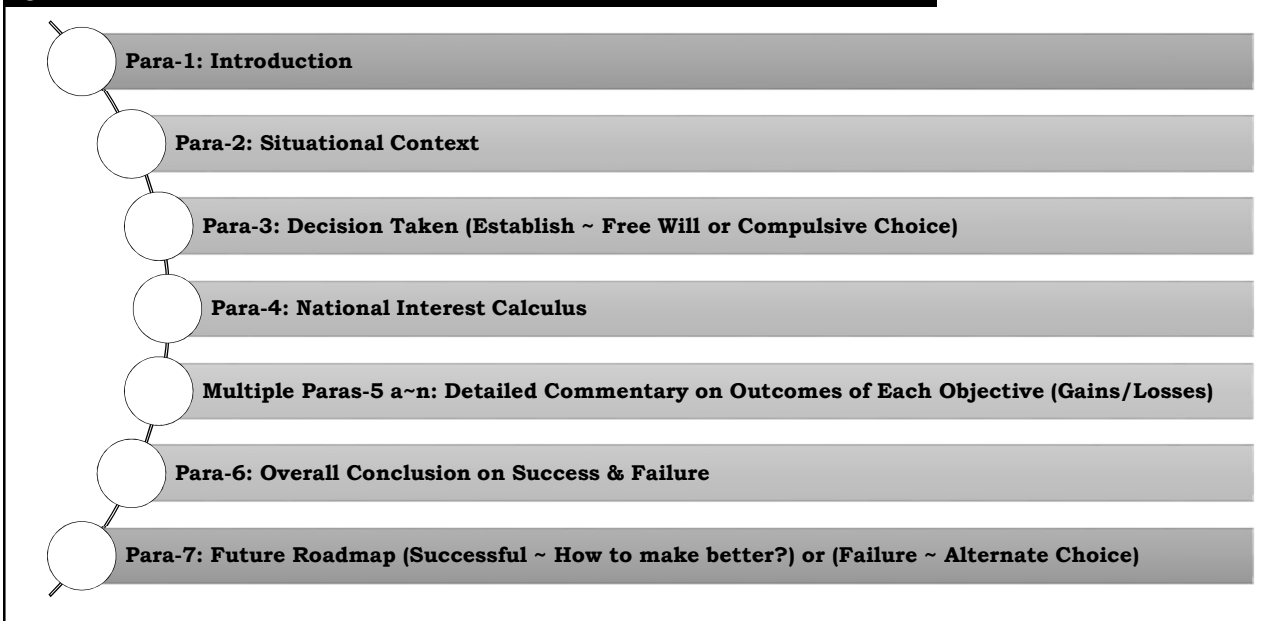 Para-1: Introduction
Para-2: Situational Context
Para-3: Decision Taken (Establish ~ Free Will or Compulsive Choice)
Para-4: National Interest Calculus
Multiple Paras-5 a~n: Detailed Commentary on Outcomes of Each Objective (Gains/Losses)
Para-6: Overall Conclusion on Success & Failure
Para-7: Future Roadmap (Successful ~ How to make better?) or (Failure ~ Alternate Choice)